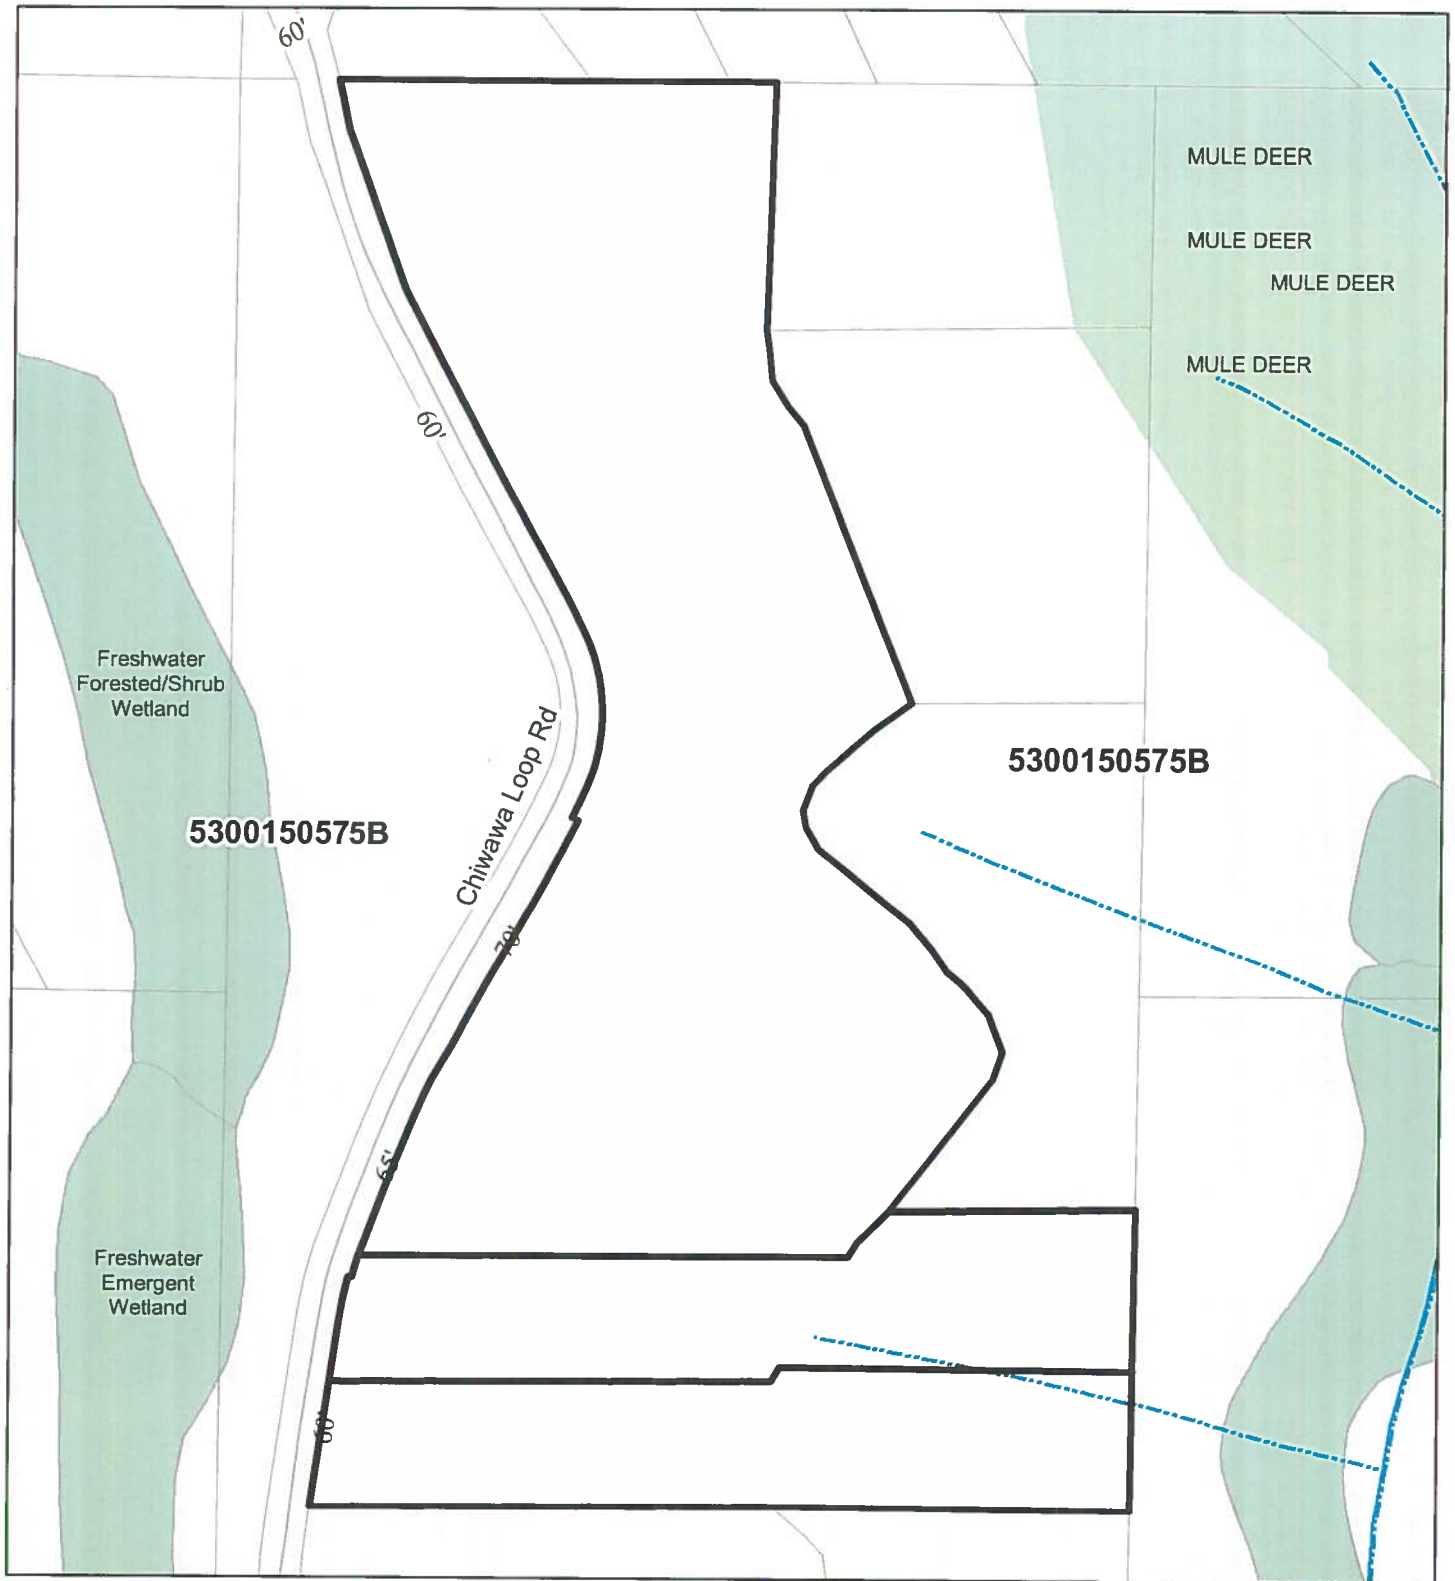 60'
MULE DEER
MULE DEER
MULE DEER
MULE DEER
60'
Freshwater
Forested/Shrub
Wetland
Chiwawa Loop Rd
5300150575B
5300150575B
70'
65'
Freshwater
Emergent
Wetland
60'